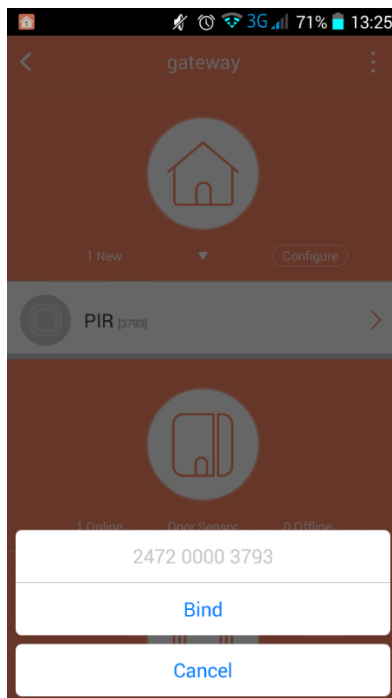 3G 71% 13:25
gateway
1 New Configure
PIR [3793]
1 Online Door Sensor 0 Offline
2472 0000 3793
Bind
Cancel